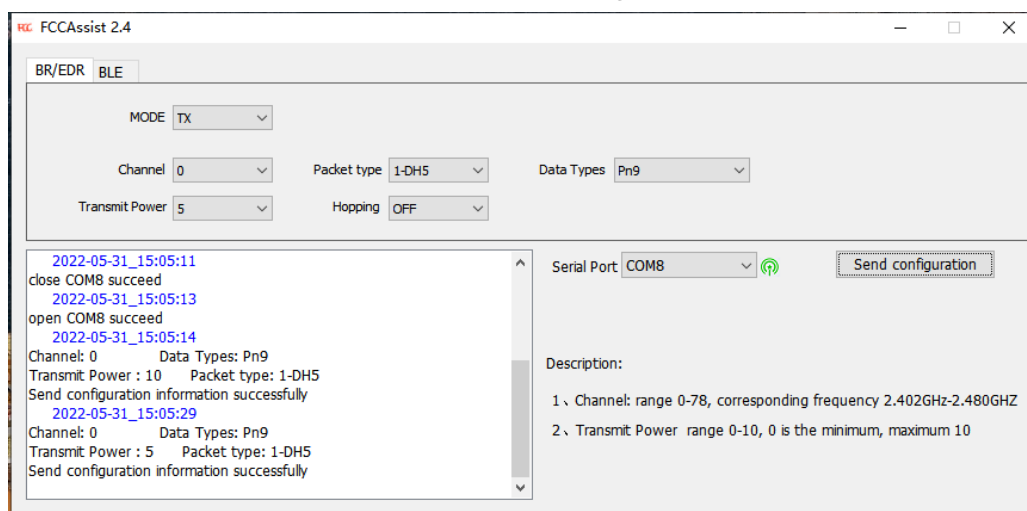 FCC FCCAssist 2.4
BR/EDR BLE
MODE TX
Channel 0 Packet type 1-DH5 Data Types Pn9
Transmit Power 5 Hopping OFF
2022-05-31_15:05:11
close COM8 succeed
2022-05-31_15:05:13
open COM8 succeed
2022-05-31_15:05:14
Channel: 0 Data Types: Pn9
Transmit Power : 10 Packet type: 1-DH5
Send configuration information successfully
2022-05-31_15:05:29
Channel: 0 Data Types: Pn9
Transmit Power : 5 Packet type: 1-DH5
Send configuration information successfully
Serial Port COM8 Send configuration
Description:
1、Channel: range 0-78, corresponding frequency 2.402GHz-2.480GHZ
2、Transmit Power range 0-10, 0 is the minimum, maximum 10